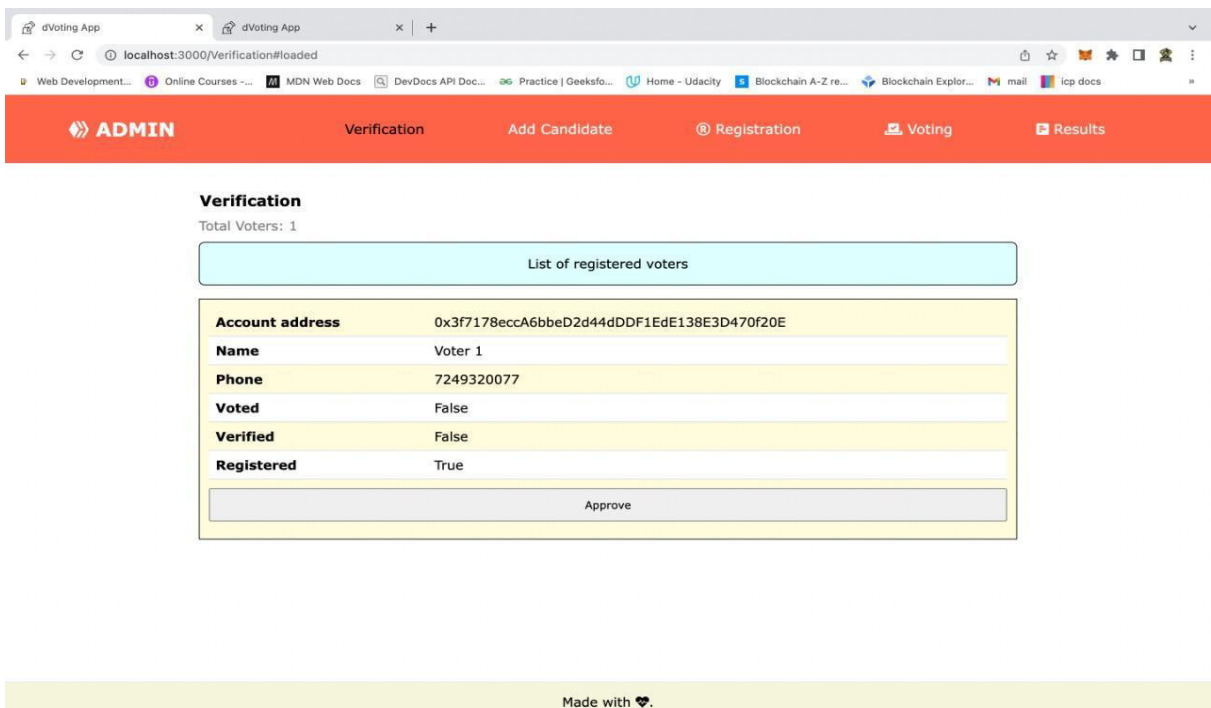 dVoting App
dVoting App
localhost:3000/Verification#loaded
Web Development... Online Courses -... MDN Web Docs DevDocs API Doc... Practice | Geeksfo... Home - Udacity Blockchain A-Z re... Blockchain Explor... mail icp docs
ADMIN Verification Add Candidate Registration Voting Results
Verification
Total Voters: 1
List of registered voters
Account address 0x3f7178eccA6bbeD2d44dDDF1EdE138E3D470f20E
Name Voter 1
Phone 7249320077
Voted False
Verified False
Registered True
Approve
Made with